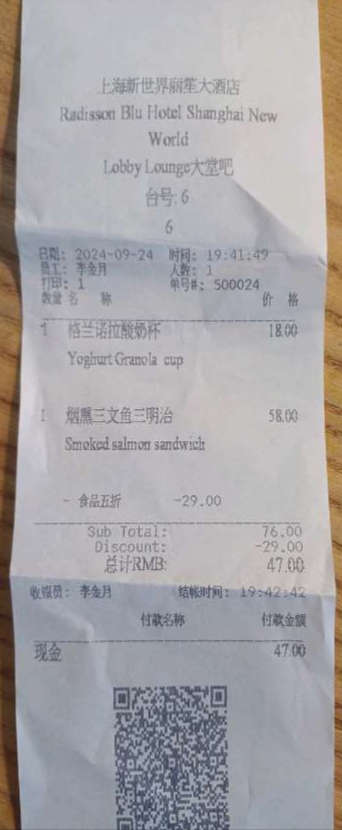 上海新世界丽笙大酒店
Radisson Blu Hotel Shanghai New
World
Lobby Lounge大堂吧
台号: 6
6
日期: 2024-09-24 时间: 19:41:49
员工: 李金月 人数: 1
打印: 1 单号#: 500024
数量 名 称 价 格
1 格兰诺拉酸奶杯 18.00
Yoghurt Granola cup
1 烟熏三文鱼三明治 58.00
Smoked salmon sandwich
- 食品五折 -29.00
Sub Total: 76.00
Discount: -29.00
总计RMB: 47.00
收银员: 李金月 结帐时间: 19:42:42
付款名称 付款金额
现金 47.00